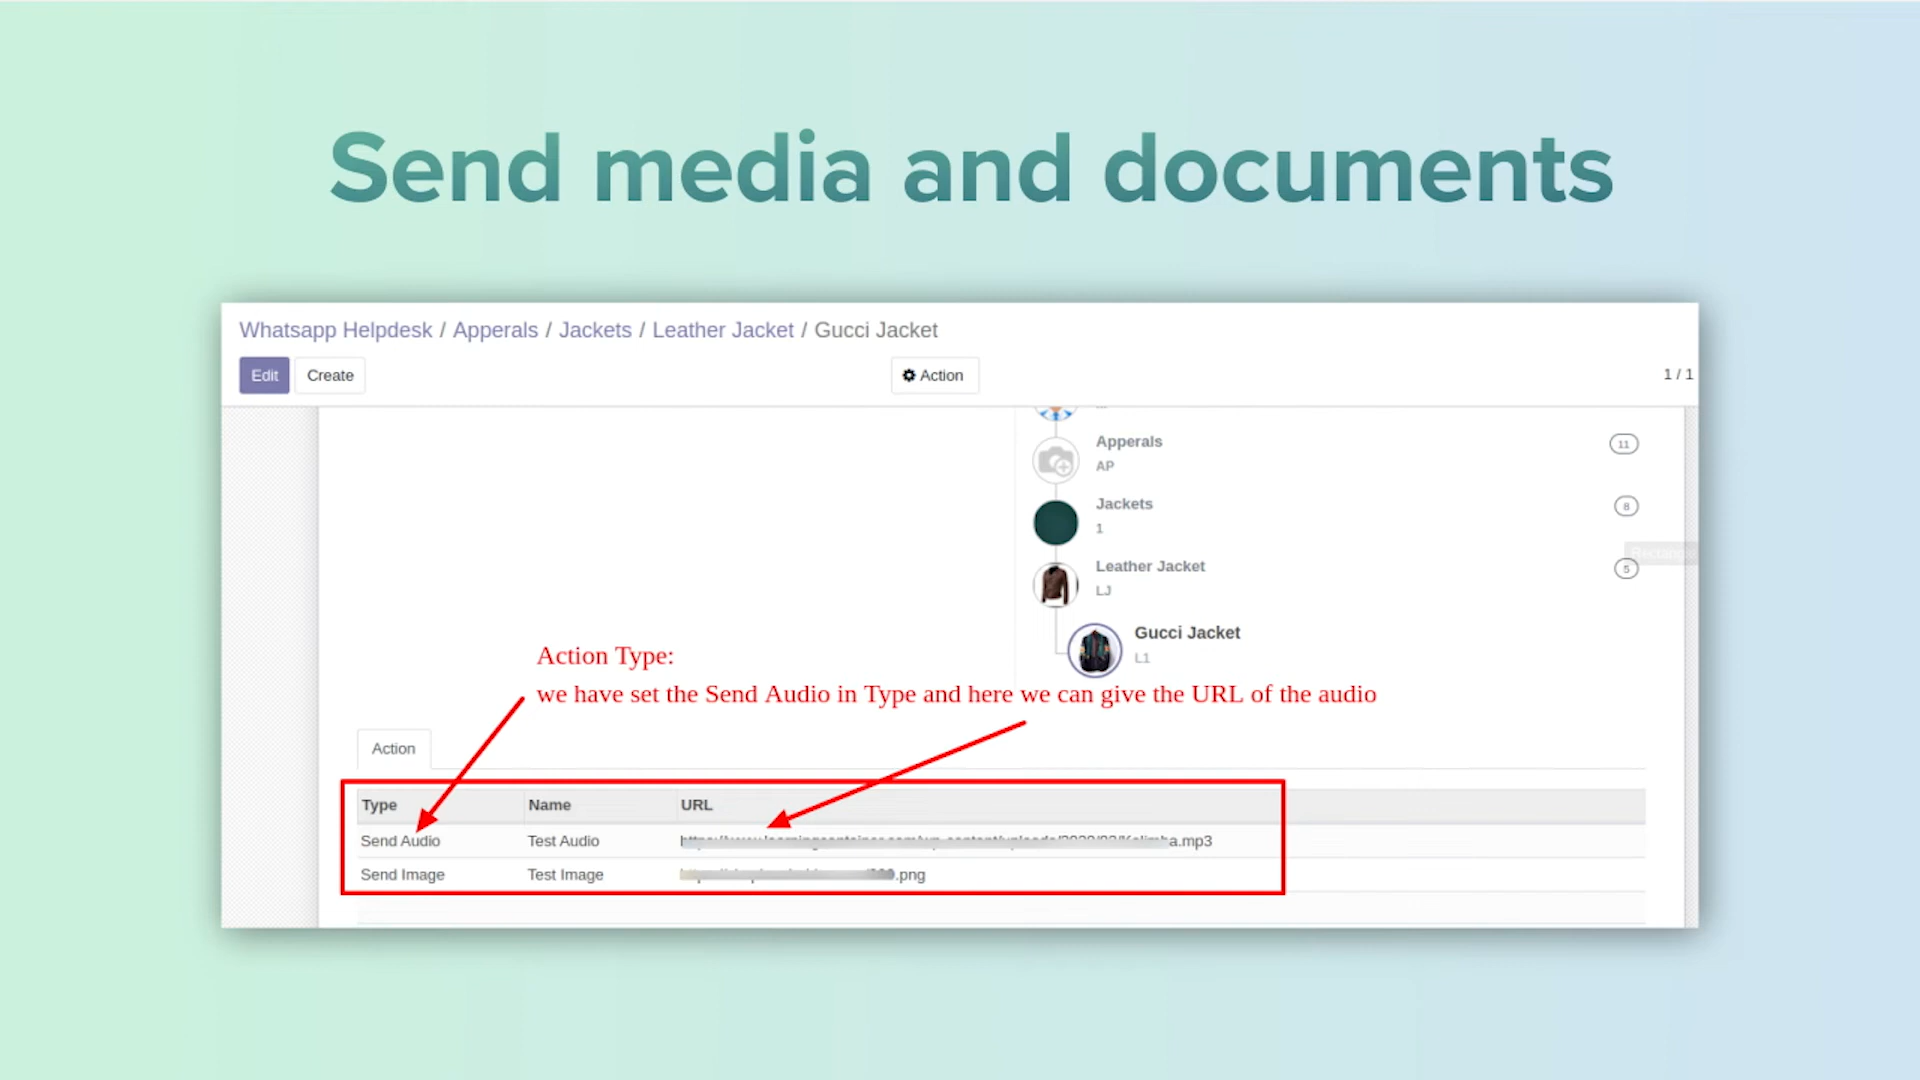 Send media and documents
Whatsapp Helpdesk / Apperals / Jackets / Leather Jacket / Gucci Jacket
Edit Create Action 1 / 1
Apperals 11
AP
Jackets 8
1
Rectangle
Leather Jacket 5
LJ
Gucci Jacket
L1
Action Type:
we have set the Send Audio in Type and here we can give the URL of the audio
Action
Type Name URL
Send Audio Test Audio a.mp3
Send Image Test Image .png